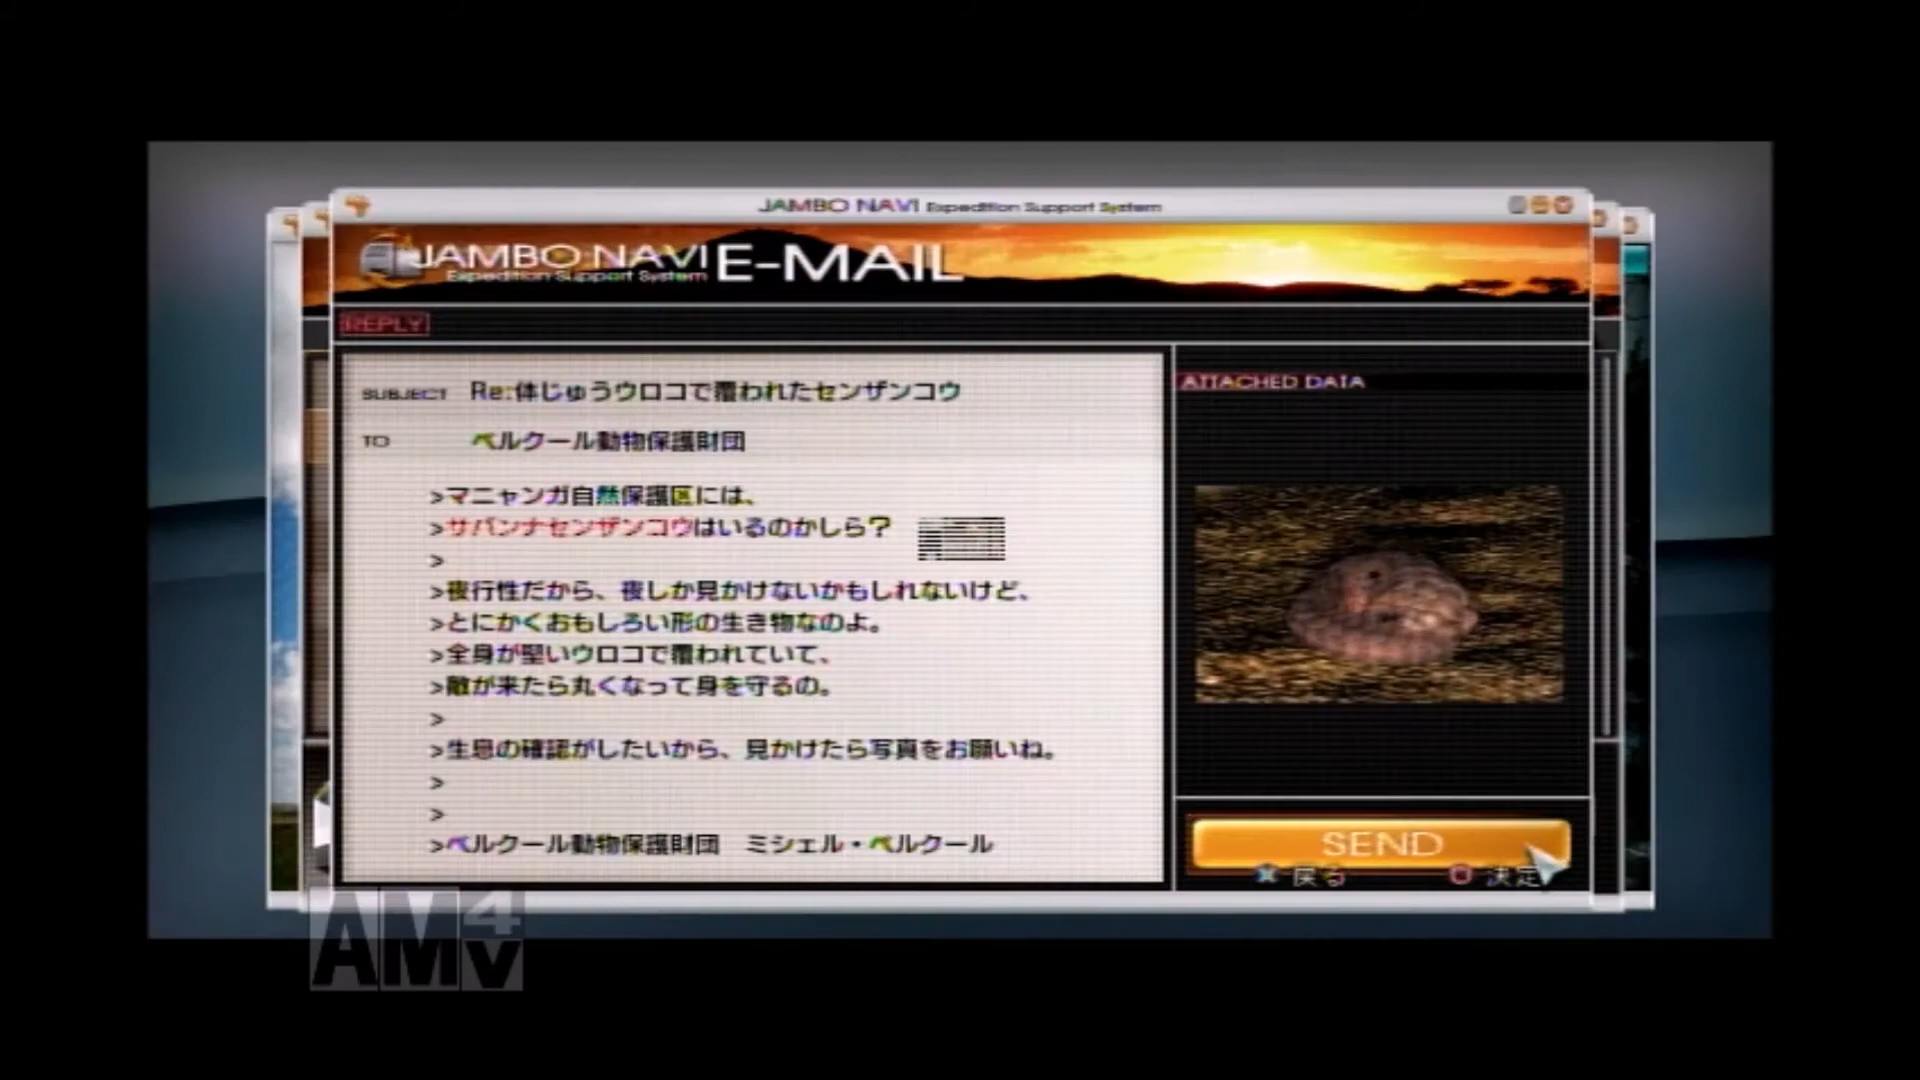 JAMBO NAVI Expedition Support System
JAMBO NAVI E-MAIL
Expedition Support System
REPLY
SUBJECT Re:体じゅうウロコで覆われたセンザンコウ
ATTACHED DATA
TO ベルクール動物保護財団
>マニャンガ自然保護区には、
>サバンナセンザンコウはいるのかしら?
>
>夜行性だから、夜しか見かけないかもしれないけど、
>とにかくおもしろい形の生き物なのよ。
>全身が堅いウロコで覆われていて、
>敵が来たら丸くなって身を守るの。
>
>生息の確認がしたいから、見かけたら写真をお願いね。
>
>
>ベルクール動物保護財団 ミシェル・ベルクール
SEND
戻る 決定
AM4V